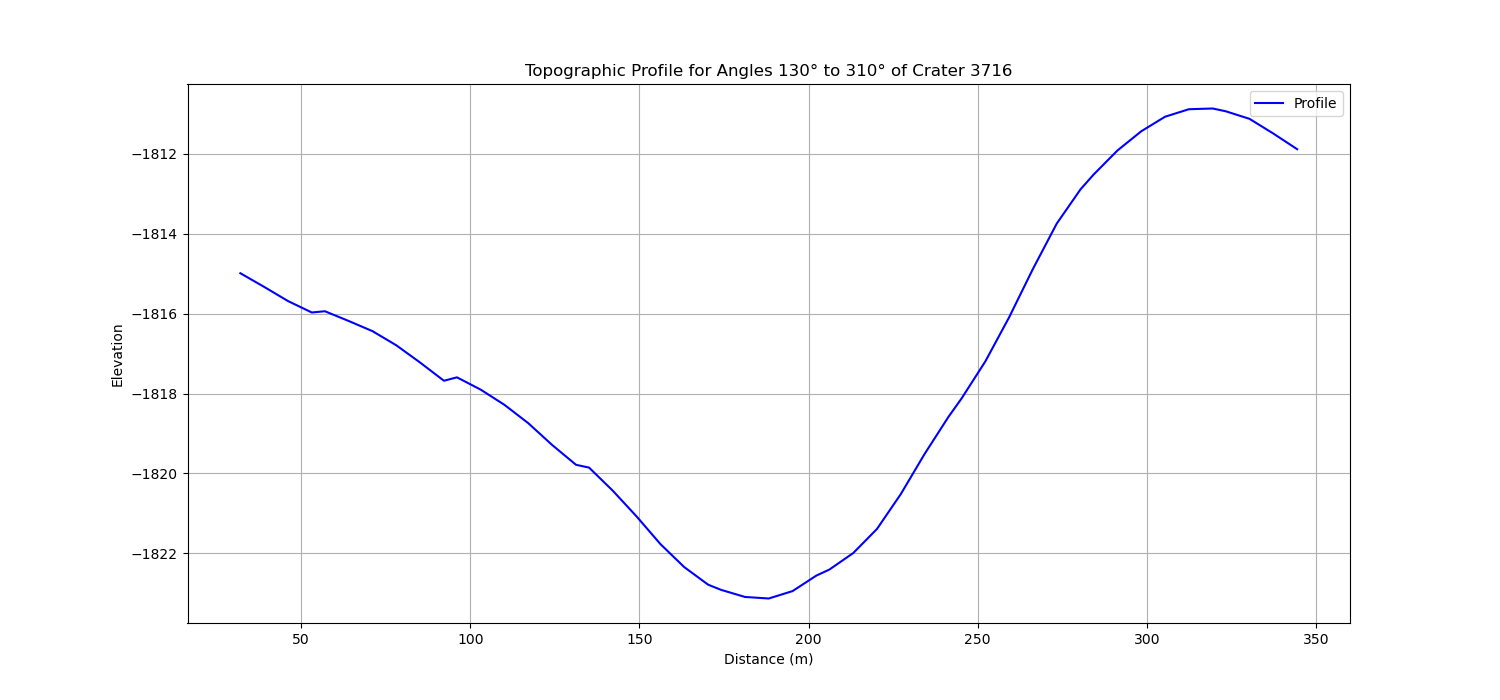 Topographic Profile for Angles 130° to 310° of Crater 3716
Profile
−1812
−1814
−1816
−1818
−1820
−1822
Elevation
50 100 150 200 250 300 350
Distance (m)